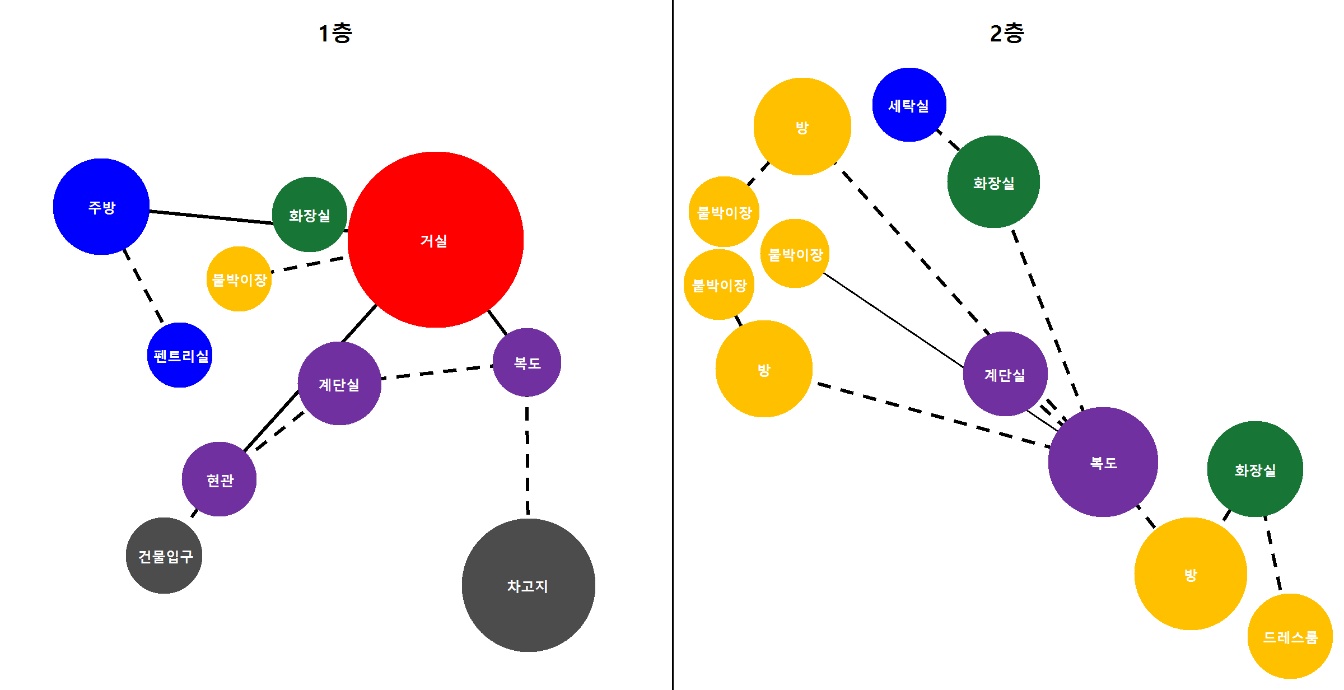 1층
주방
화장실
거실
붙박이장
펜트리실
계단실
복도
현관
건물입구
차고지
2층
방
세탁실
화장실
붙박이장
붙박이장
붙박이장
방
계단실
복도
화장실
방
드레스룸